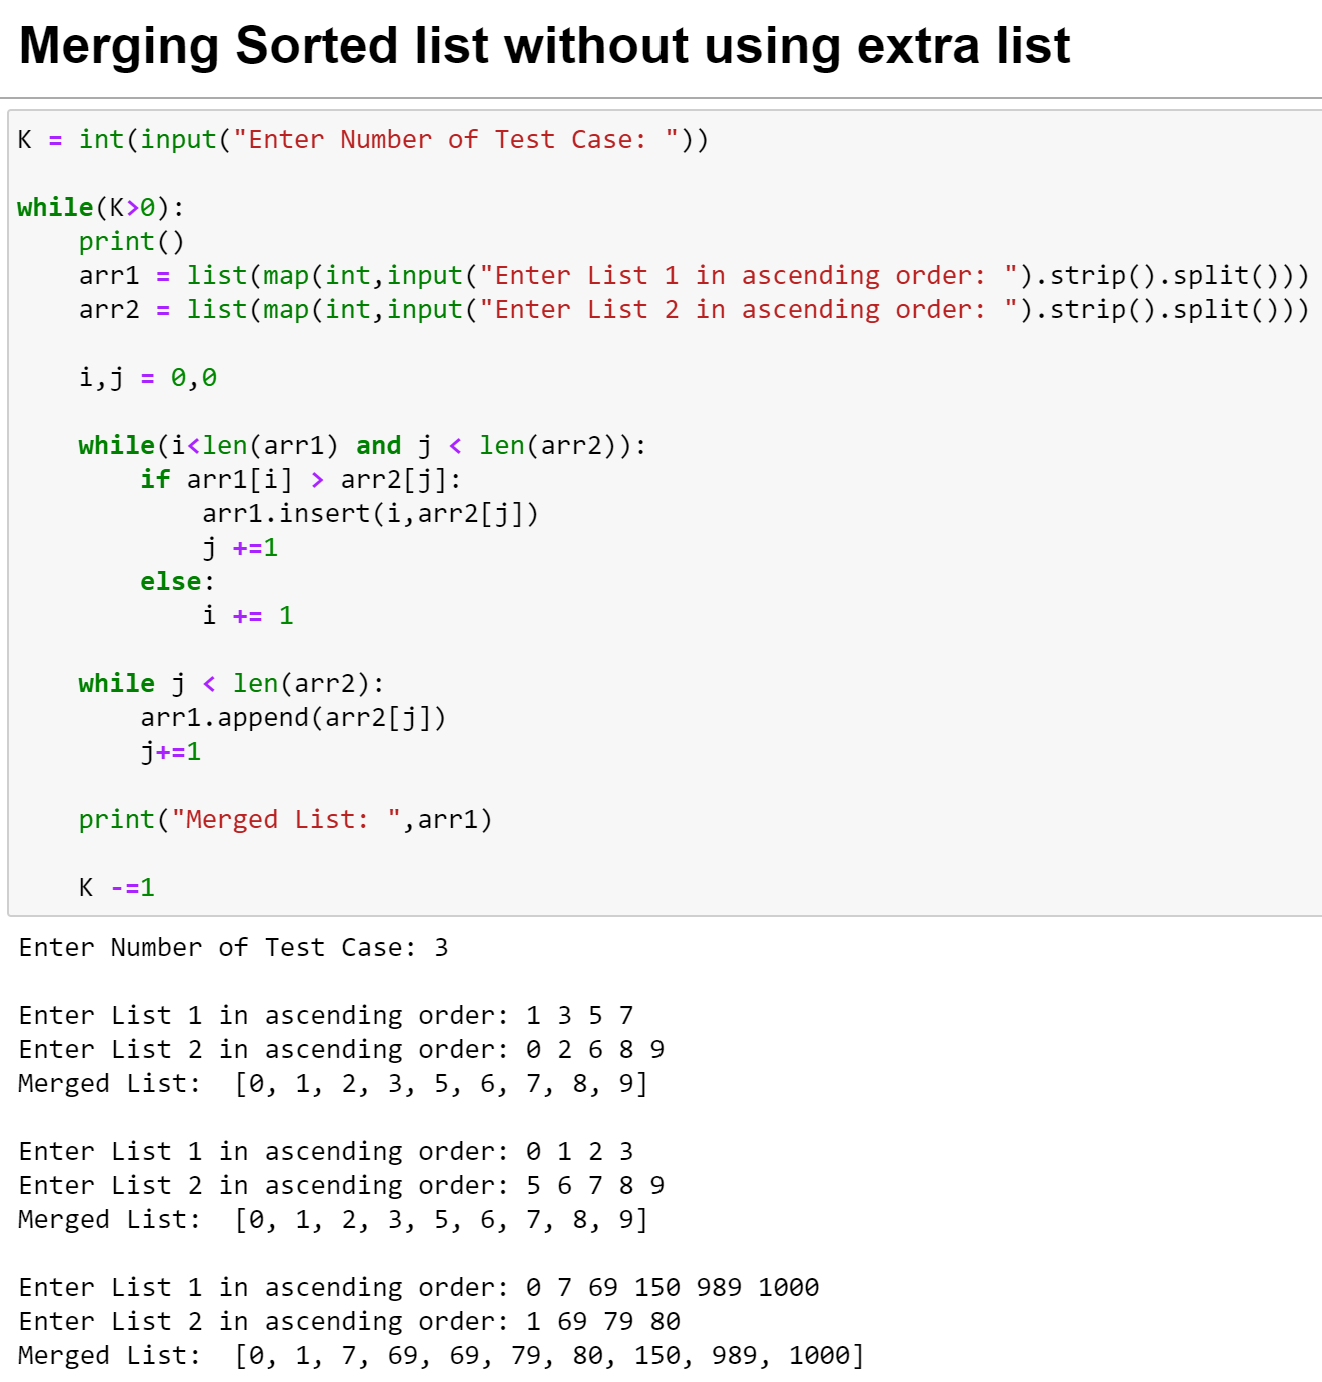 Merging Sorted list without using extra list
K = int(input("Enter Number of Test Case: "))
while(K>0):
    print()
    arr1 = list(map(int,input("Enter List 1 in ascending order: ").strip().split()))
    arr2 = list(map(int,input("Enter List 2 in ascending order: ").strip().split()))
    i,j = 0,0
    while(i<len(arr1) and j < len(arr2)):
        if arr1[i] > arr2[j]:
            arr1.insert(i,arr2[j])
            j +=1
        else:
            i += 1
    while j < len(arr2):
        arr1.append(arr2[j])
        j+=1
    print("Merged List: ",arr1)
    K -=1
Enter Number of Test Case: 3
Enter List 1 in ascending order: 1 3 5 7
Enter List 2 in ascending order: 0 2 6 8 9
Merged List:  [0, 1, 2, 3, 5, 6, 7, 8, 9]
Enter List 1 in ascending order: 0 1 2 3
Enter List 2 in ascending order: 5 6 7 8 9
Merged List:  [0, 1, 2, 3, 5, 6, 7, 8, 9]
Enter List 1 in ascending order: 0 7 69 150 989 1000
Enter List 2 in ascending order: 1 69 79 80
Merged List:  [0, 1, 7, 69, 69, 79, 80, 150, 989, 1000]